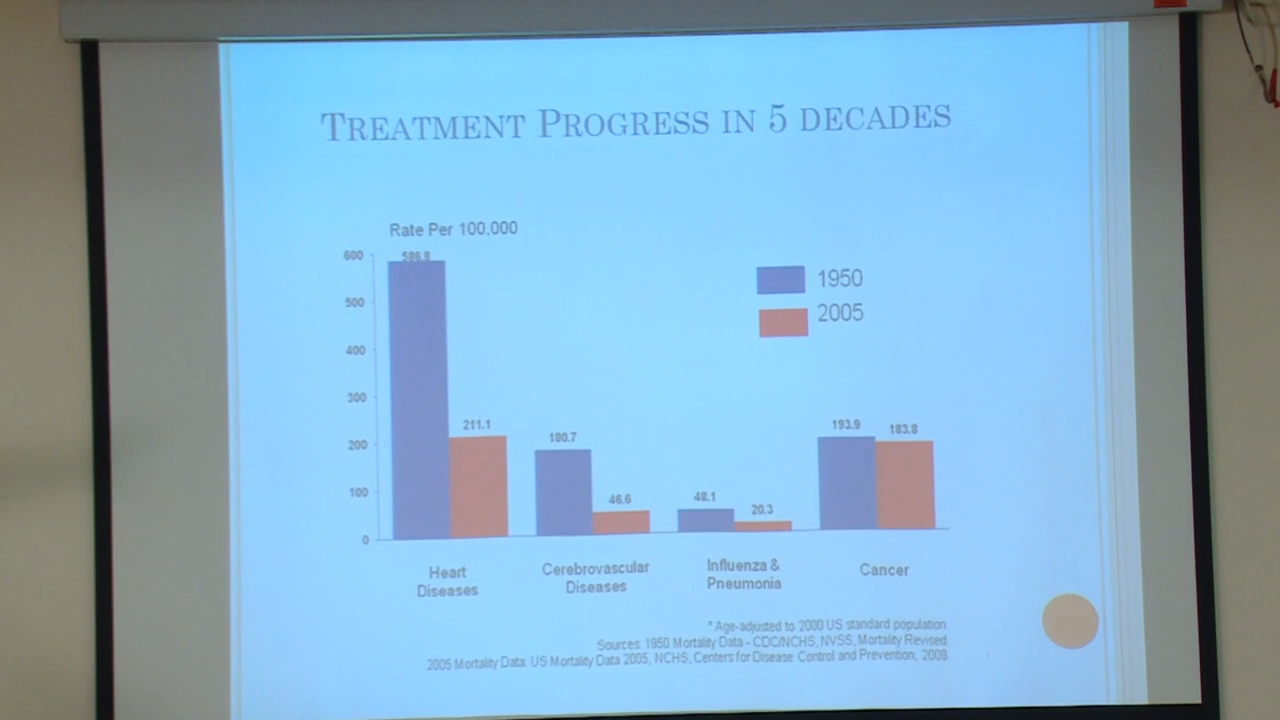 TREATMENT PROGRESS IN 5 DECADES
Rate Per 100,000
600
586.8
500
400
300
200
100
0
1950
2005
211.1
180.7
46.6
48.1
20.3
193.9
183.8
Heart
Diseases
Cerebrovascular
Diseases
Influenza &
Pneumonia
Cancer
* Age-adjusted to 2000 US standard population.
Sources: 1950 Mortality Data - CDC/NCHS, NVSS, Mortality Revised.
2005 Mortality Data: US Mortality Data 2005, NCHS, Centers for Disease Control and Prevention, 2008.